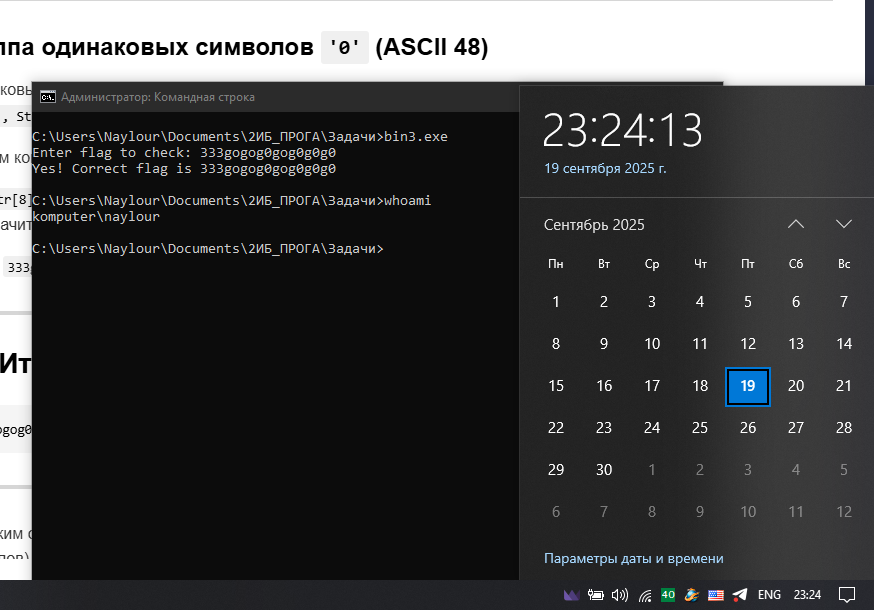 ппа одинаковых символов '0' (ASCII 48)
ковы
, St
м ко
tr[8]
ачит
333g
Ит
ogog0
ким с
лов)
Администратор: Командная строка
C:\Users\Naylour\Documents\2ИБ_ПРОГА\Задачи>bin3.exe
Enter flag to check: 333gogog0gog0g0g0
Yes! Correct flag is 333gogog0gog0g0g0
C:\Users\Naylour\Documents\2ИБ_ПРОГА\Задачи>whoami
komputer\naylour
C:\Users\Naylour\Documents\2ИБ_ПРОГА\Задачи>
23:24:13
19 сентября 2025 г.
Сентябрь 2025
Пн Вт Ср Чт Пт Сб Вс
1 2 3 4 5 6 7
8 9 10 11 12 13 14
15 16 17 18 19 20 21
22 23 24 25 26 27 28
29 30 1 2 3 4 5
6 7 8 9 10 11 12
Параметры даты и времени
40 ENG 23:24